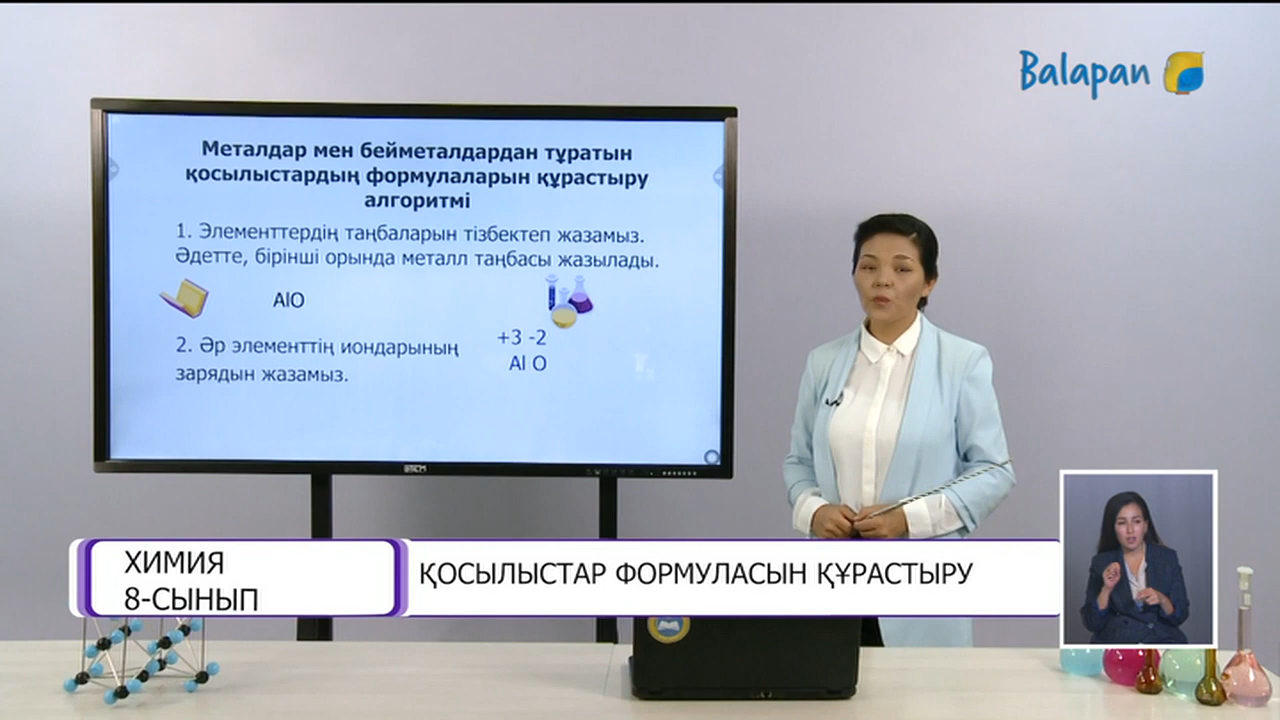 Balapan
Металдар мен бейметалдардан тұратын
қосылыстардың формулаларын құрастыру
алгоритмі
1. Элементтердің таңбаларын тізбектеп жазамыз.
Әдетте, бірінші орында металл таңбасы жазылады.
AlO
2. Әр элементтің иондарының
зарядын жазамыз.
+3 -2
Al O
ХИМИЯ
8-СЫНЫП
ҚОСЫЛЫСТАР ФОРМУЛАСЫН ҚҰРАСТЫРУ